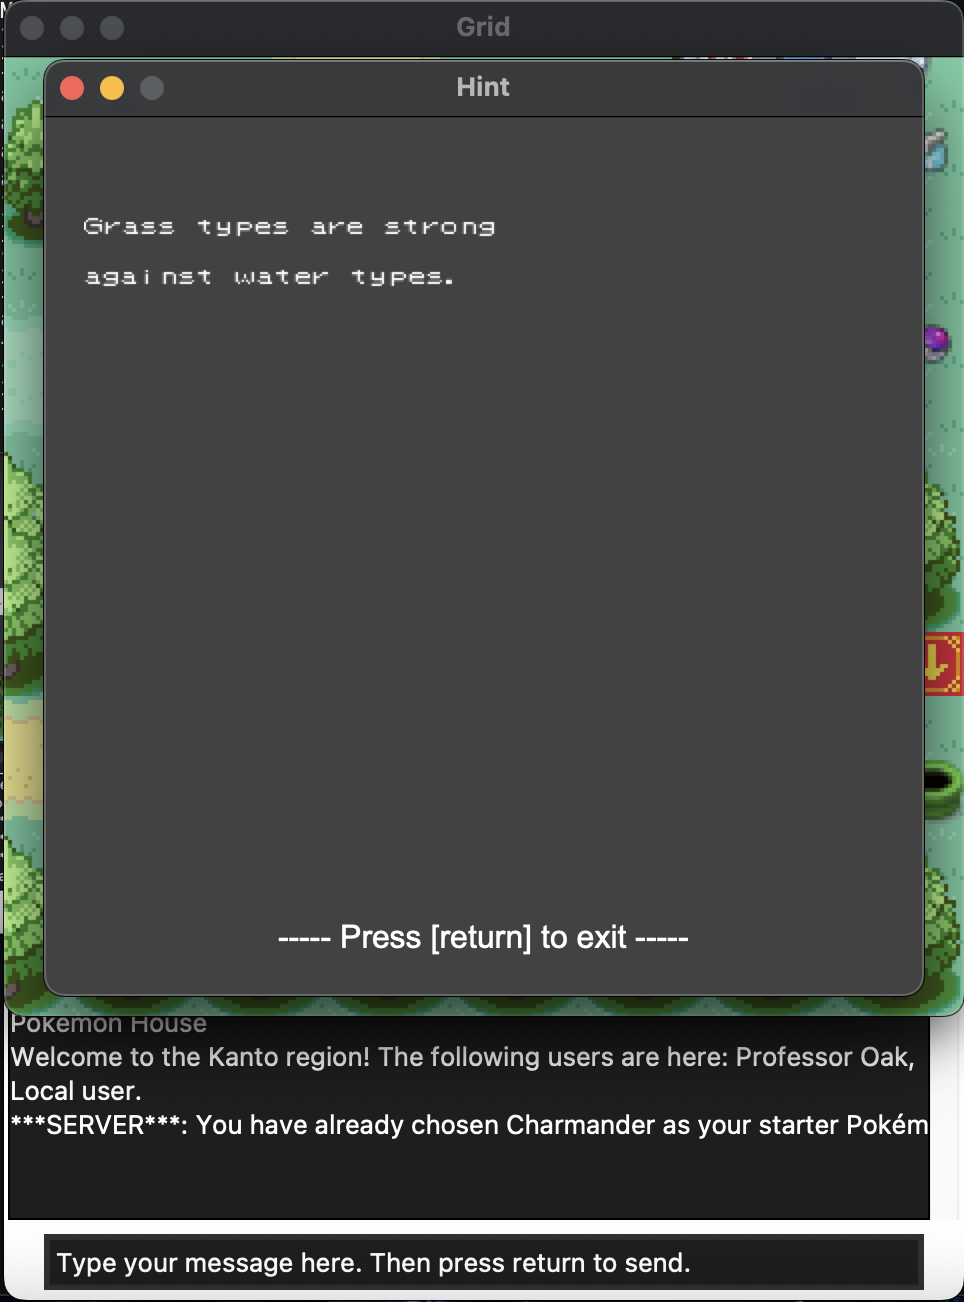 Grid
Hint
Grass types are strong
against water types.
----- Press [return] to exit -----
Pokemon House
Welcome to the Kanto region! The following users are here: Professor Oak,
Local user.
***SERVER***: You have already chosen Charmander as your starter Pokém
Type your message here. Then press return to send.